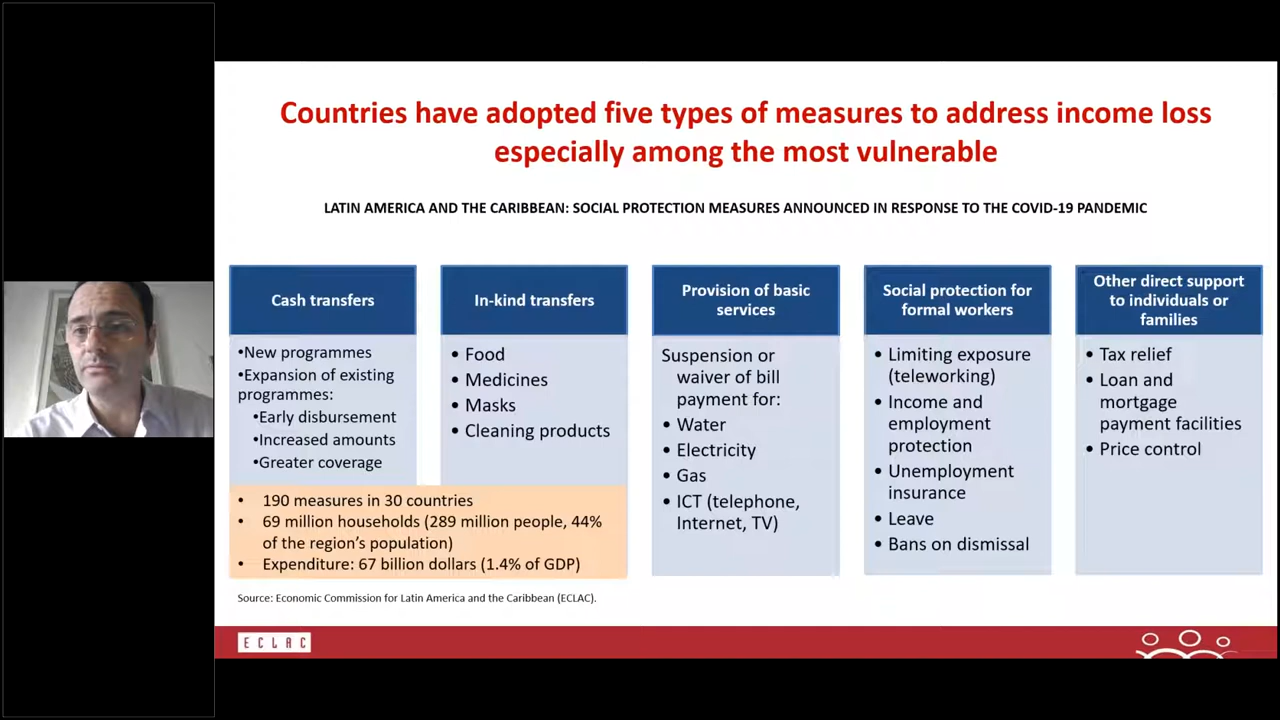 Countries have adopted five types of measures to address income loss
especially among the most vulnerable
LATIN AMERICA AND THE CARIBBEAN: SOCIAL PROTECTION MEASURES ANNOUNCED IN RESPONSE TO THE COVID-19 PANDEMIC
Cash transfers
•New programmes
•Expansion of existing
programmes:
•Early disbursement
•Increased amounts
•Greater coverage
In-kind transfers
• Food
• Medicines
• Masks
• Cleaning products
• 190 measures in 30 countries
• 69 million households (289 million people, 44%
of the region's population)
• Expenditure: 67 billion dollars (1.4% of GDP)
Provision of basic
services
Suspension or
waiver of bill
payment for:
• Water
• Electricity
• Gas
• ICT (telephone,
Internet, TV)
Social protection for
formal workers
• Limiting exposure
(teleworking)
• Income and
employment
protection
• Unemployment
insurance
• Leave
• Bans on dismissal
Other direct support
to individuals or
families
• Tax relief
• Loan and
mortgage
payment facilities
• Price control
Source: Economic Commission for Latin America and the Caribbean (ECLAC).
ECLAC